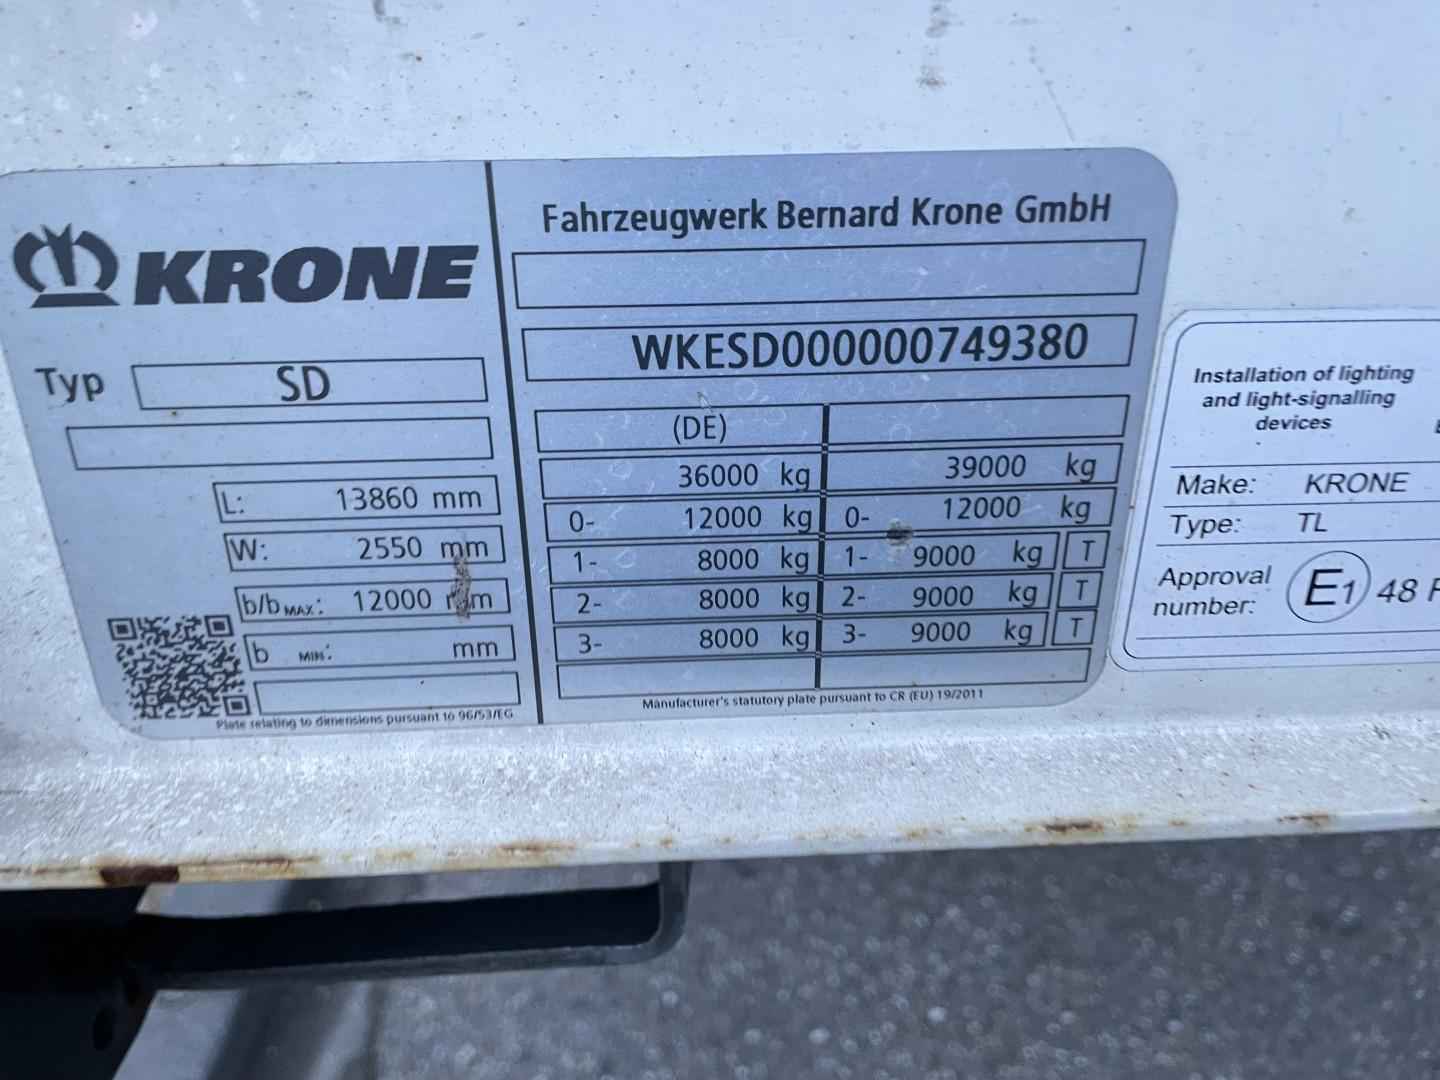 KRONE
Typ SD
L: 13860 mm
W: 2550 mm
b/b MAX: 12000 mm
b MIN: mm
Plate relating to dimensions pursuant to 96/53/EG
Fahrzeugwerk Bernard Krone GmbH
WKESD000000749380
(DE)
36000 kg 39000 kg
0- 12000 kg 0- 12000 kg
1- 8000 kg 1- 9000 kg T
2- 8000 kg 2- 9000 kg T
3- 8000 kg 3- 9000 kg T
Manufacturer's statutory plate pursuant to CR (EU) 19/2011
Installation of lighting
and light-signalling
devices
Make: KRONE
Type: TL
Approval
number: E1 48